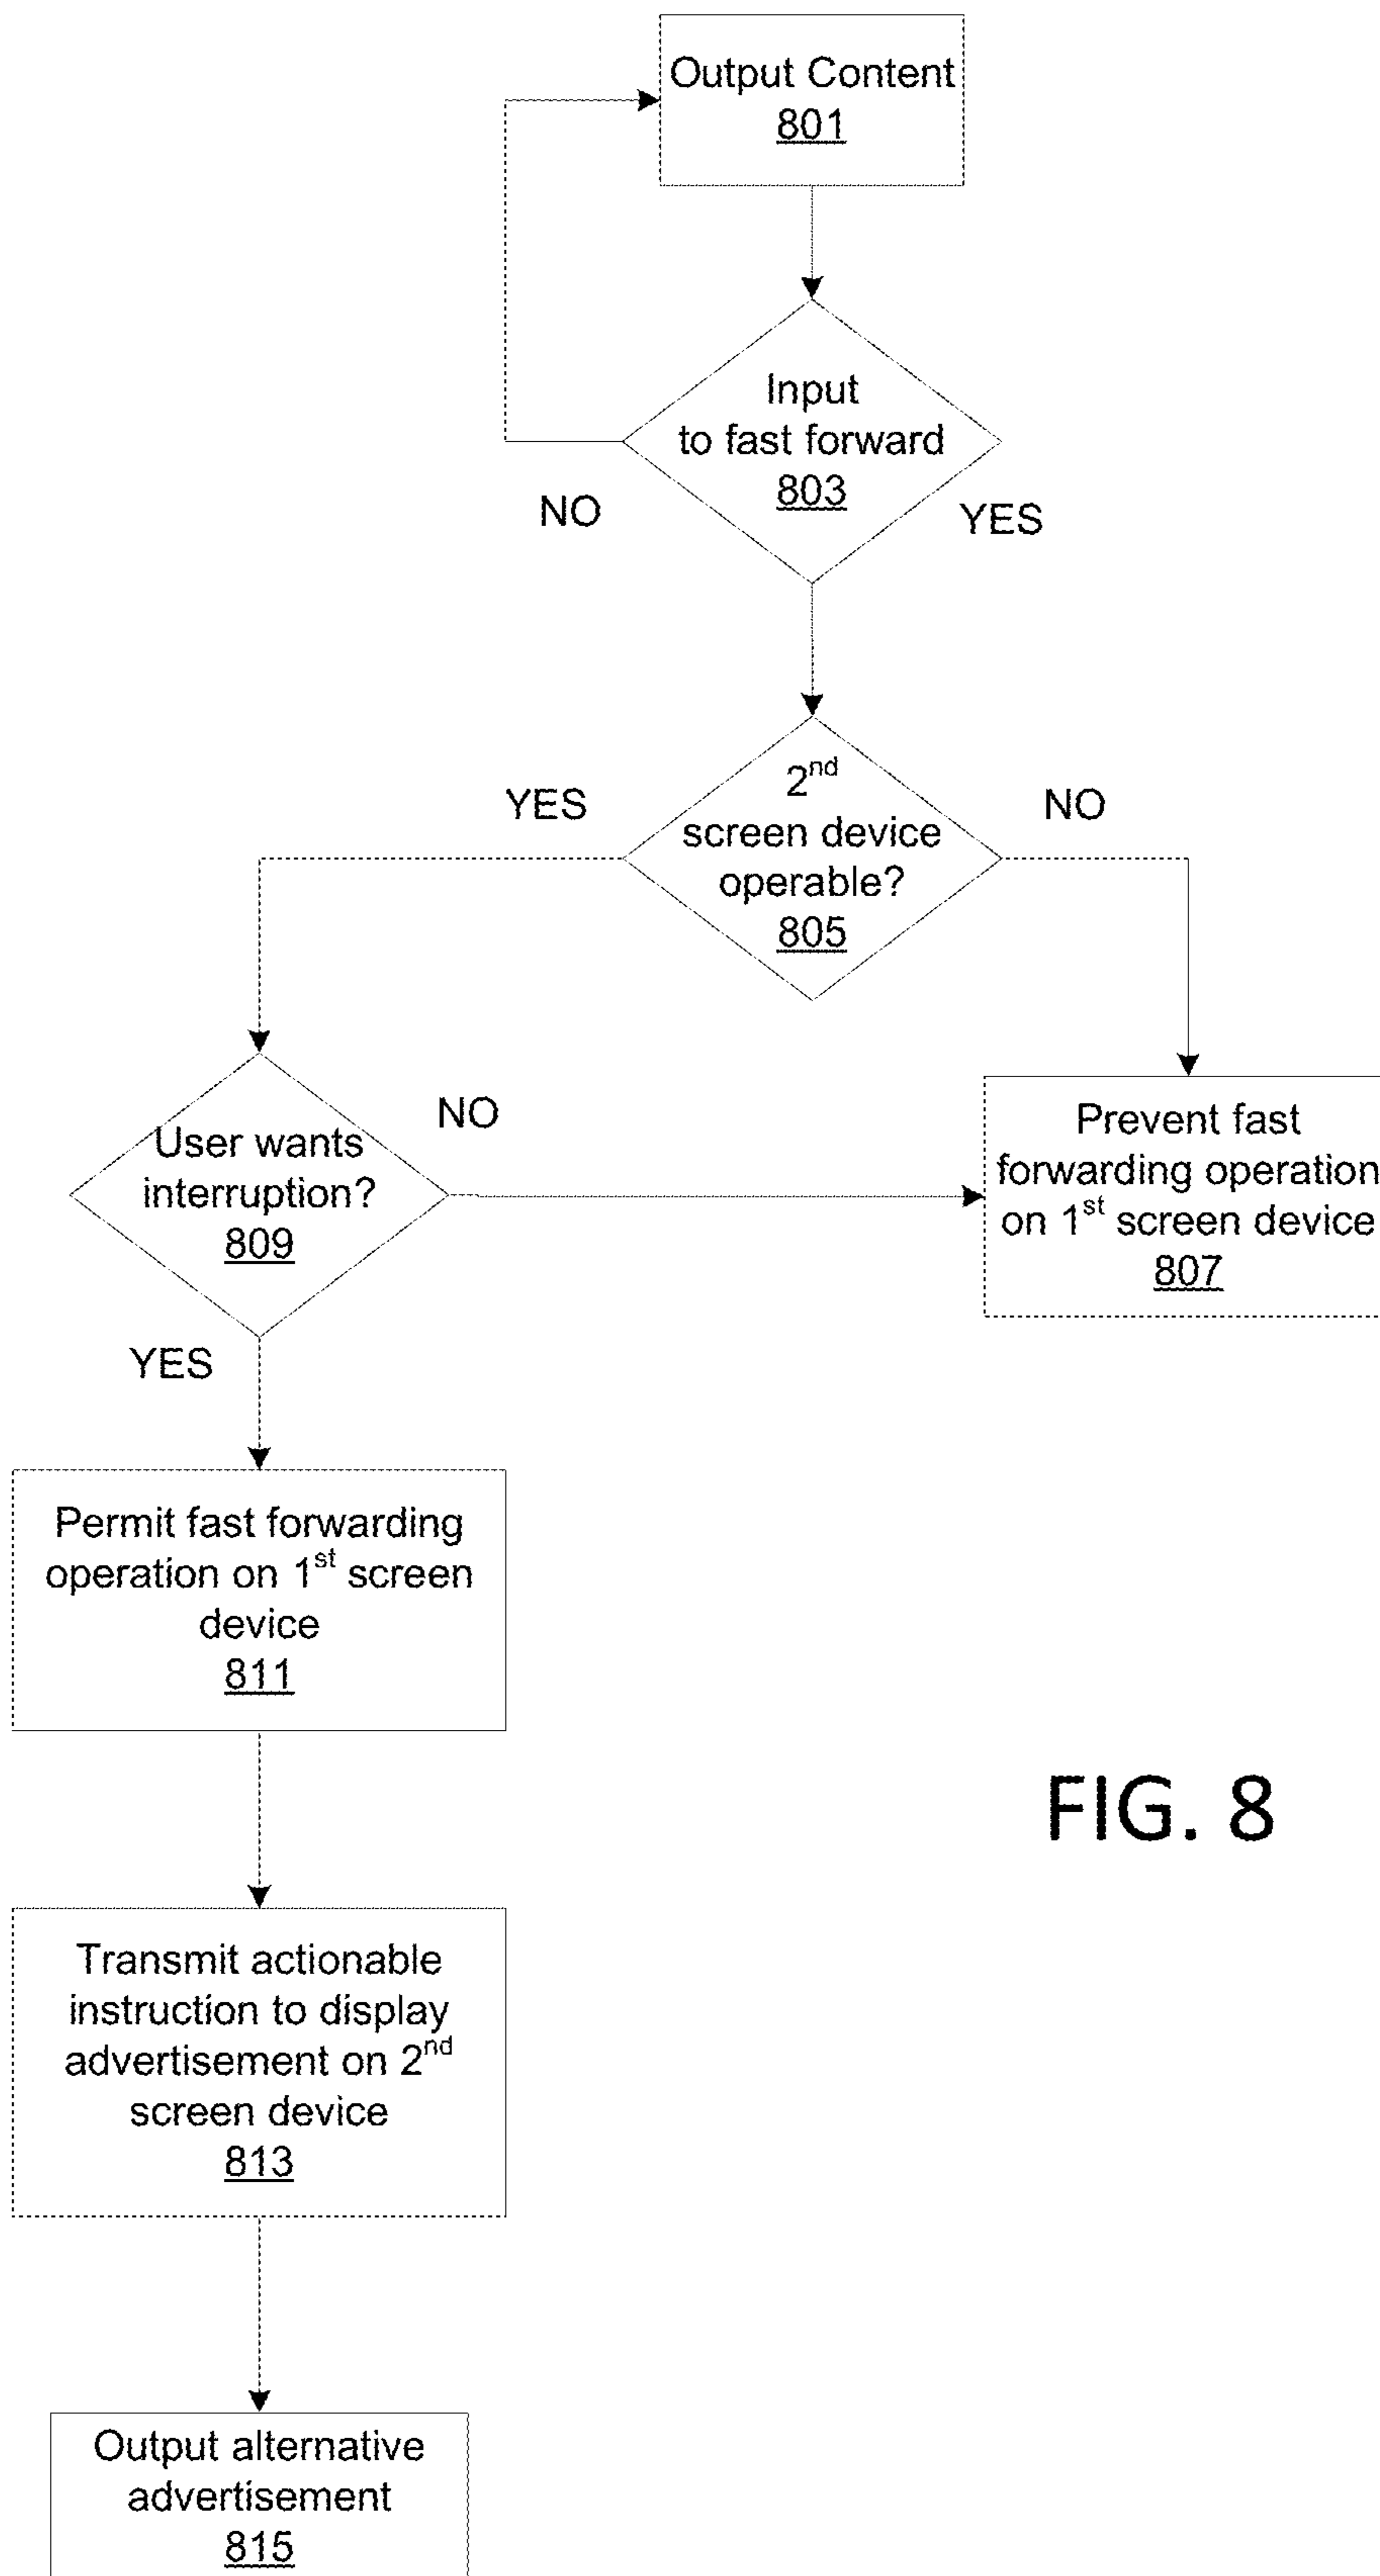 Output Content
801
Input
to fast forward
803
NO
YES
2nd
screen device
operable?
805
YES
NO
User wants
interruption?
809
NO
YES
Prevent fast
forwarding operation
on 1st screen device
807
Permit fast forwarding
operation on 1st screen
device
811
Transmit actionable
instruction to display
advertisement on 2nd
screen device
813
Output alternative
advertisement
815
FIG. 8